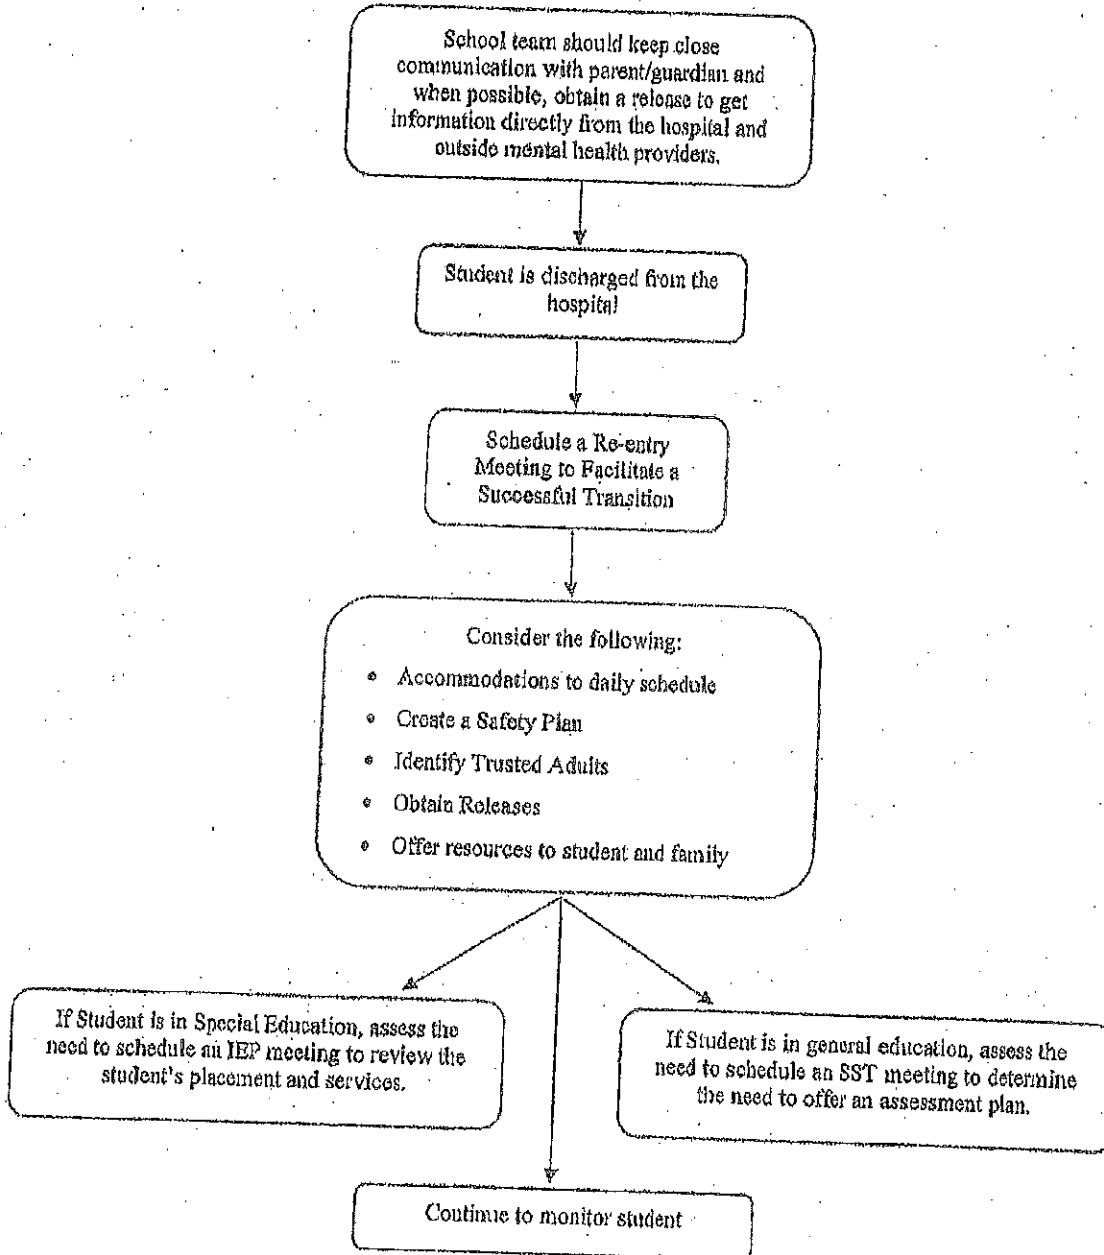 School team should keep close
communication with parent/guardian and
when possible, obtain a release to get
information directly from the hospital and
outside mental health providers.
Student is discharged from the
hospital
Schedule a Re-entry
Meeting to Facilitate a
Successful Transition
Consider the following:
• Accommodations to daily schedule
• Create a Safety Plan
• Identify Trusted Adults
• Obtain Releases
• Offer resources to student and family
If Student is in Special Education, assess the
need to schedule an IEP meeting to review the
student's placement and services.
If Student is in general education, assess the
need to schedule an SST meeting to determine
the need to offer an assessment plan.
Continue to monitor student